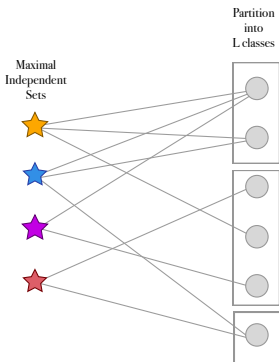 Partition
into
L classes
Maximal
Independent
Sets